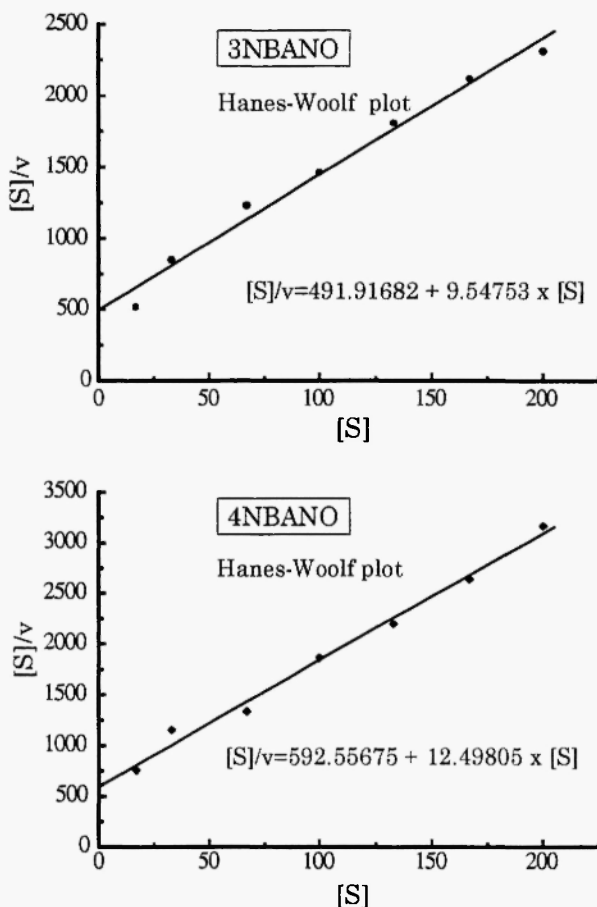 3NBANO
Hanes-Woolf plot
[S]/v
2500
2000
1500
1000
500
0
[S]/v=491.91682 + 9.54753 x [S]
0 50 100 150 200
[S]
4NBANO
Hanes-Woolf plot
[S]/v
3500
3000
2500
2000
1500
1000
500
0
[S]/v=592.55675 + 12.49805 x [S]
0 50 100 150 200
[S]